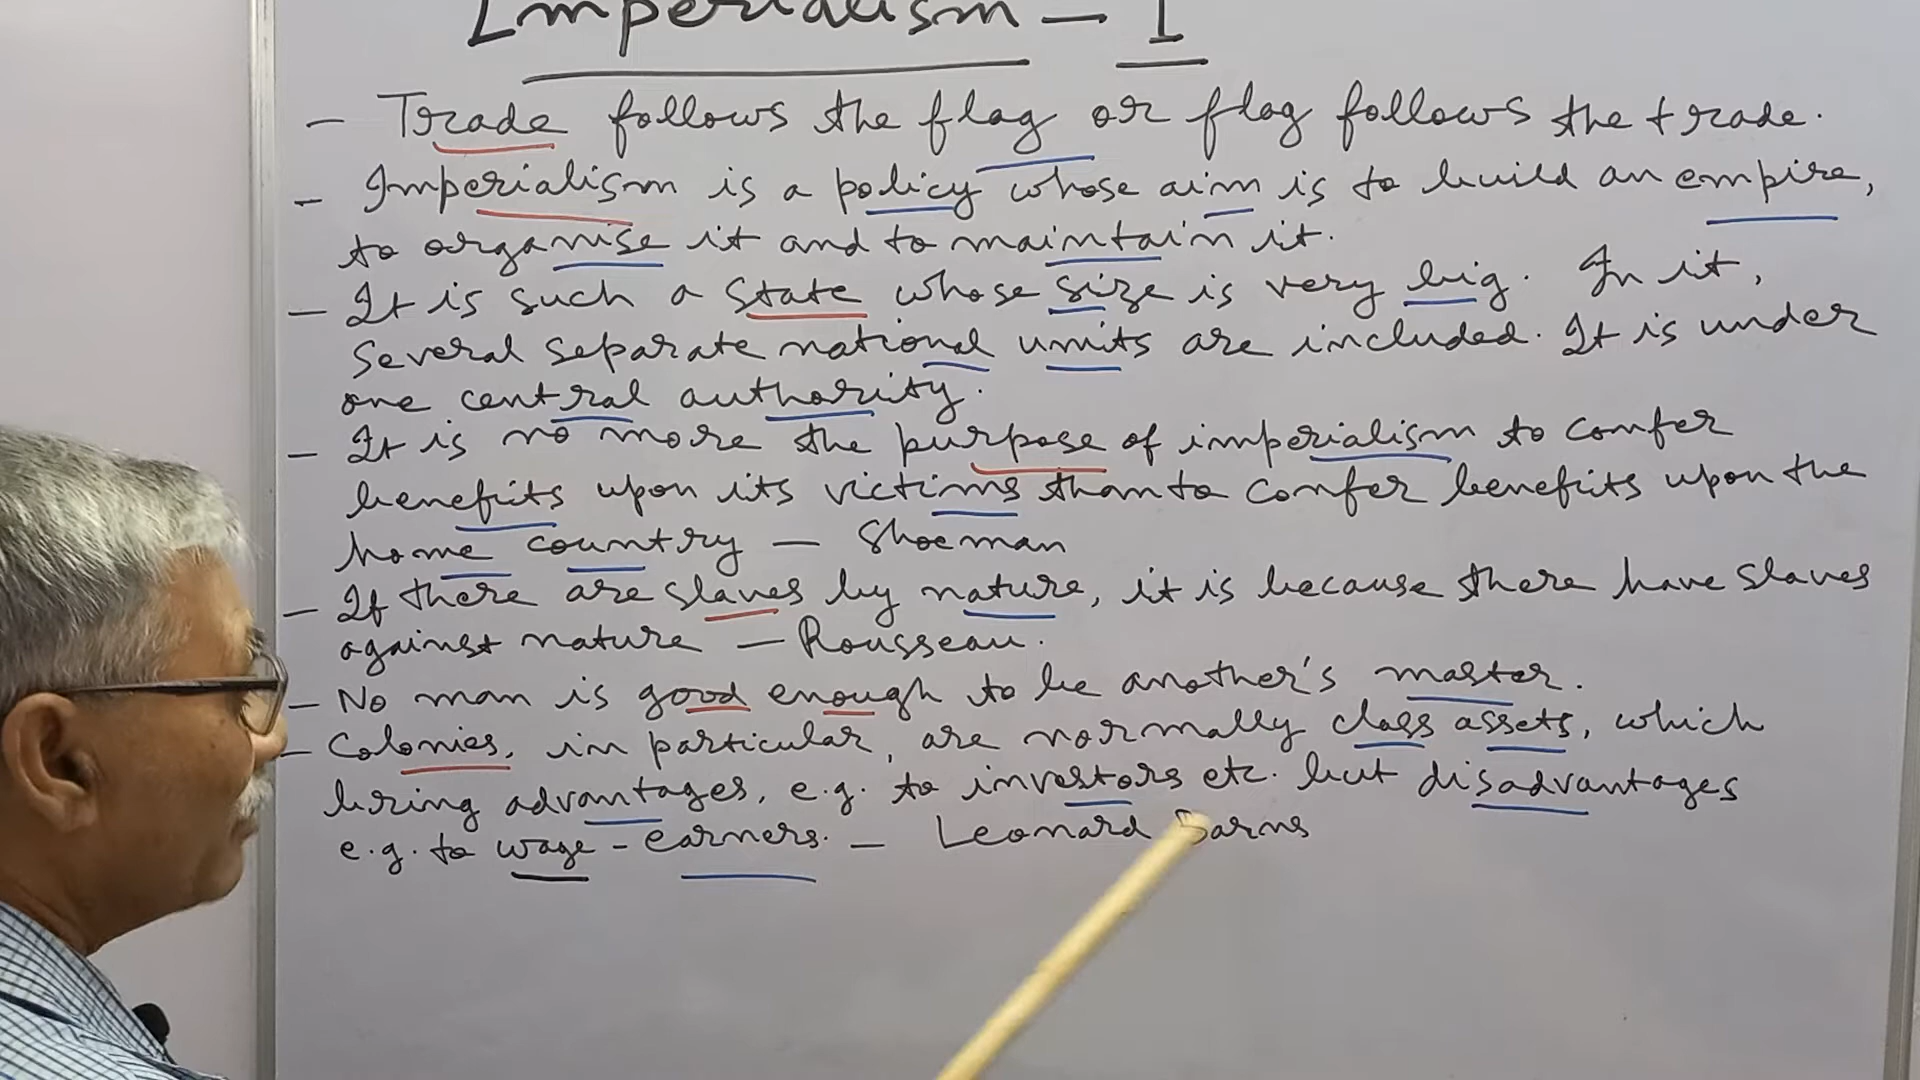 Imperialism - I
- Trade follows the flag or flag follows the trade.
- Imperialism is a policy whose aim is to build an empire,
to organise it and to maintain it.
- It is such a state whose size is very big. In it,
several separate national units are included. It is under
one central authority.
- It is no more the purpose of imperialism to confer
benefits upon its victims than to confer benefits upon the
home country - Shoeman
- If there are slaves by nature, it is because there have slaves
against nature - Rousseau.
- No man is good enough to be another's master.
- Colonies, in particular, are normally class assets, which
bring advantages, e.g. to investors etc. but disadvantages
e.g. to wage-earners. - Leonard Barns